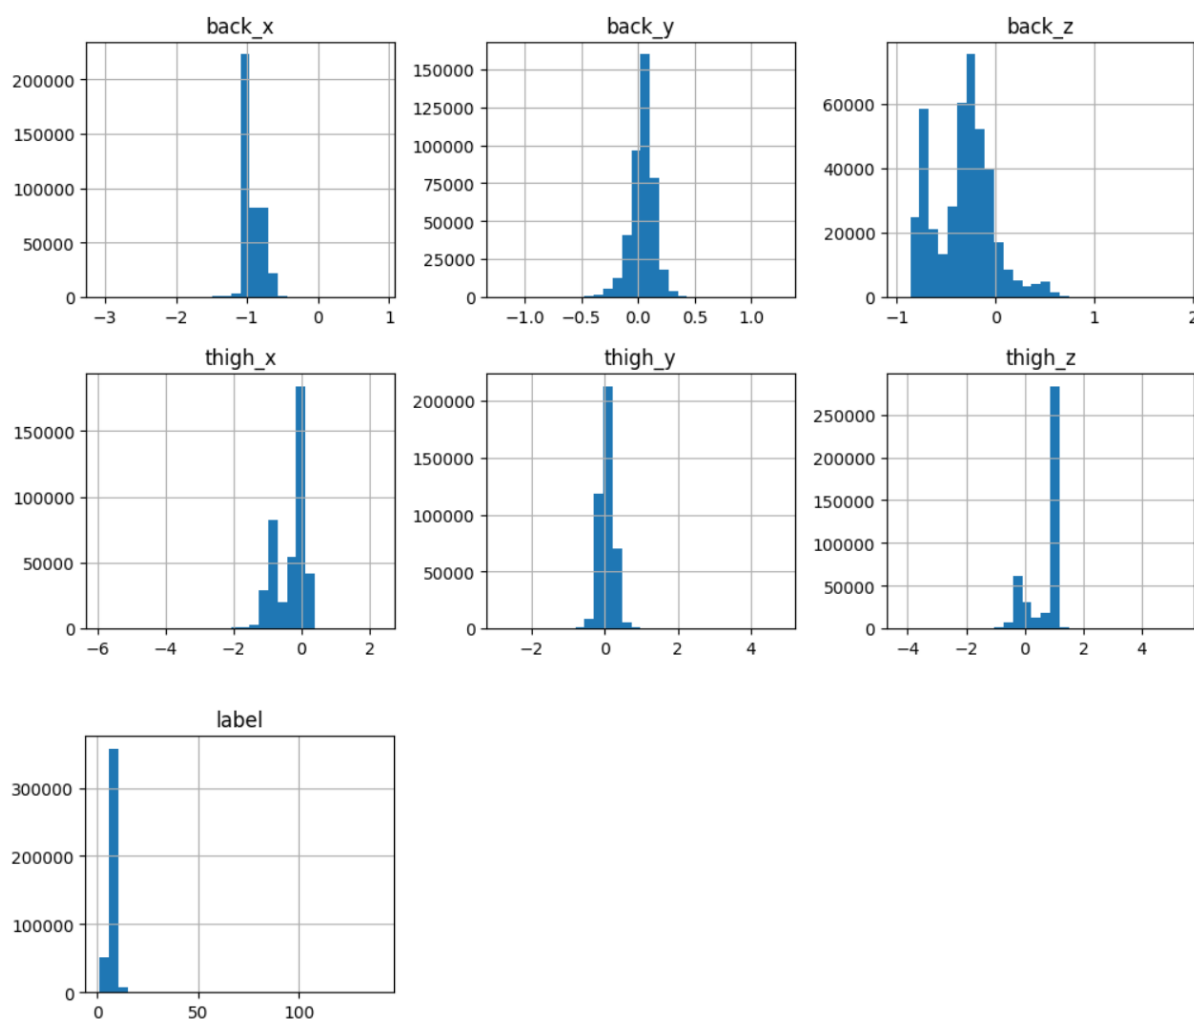 back_x back_y back_z
200000 150000 100000 50000 0
-3 -2 -1 0 1
150000 125000 100000 75000 50000 25000 0
-1.0 -0.5 0.0 0.5 1.0
60000 40000 20000 0
-1 0 1 2
thigh_x thigh_y thigh_z
150000 100000 50000 0
-6 -4 -2 0 2
200000 150000 100000 50000 0
-2 0 2 4
250000 200000 150000 100000 50000 0
-4 -2 0 2 4
label
300000 200000 100000 0
0 50 100